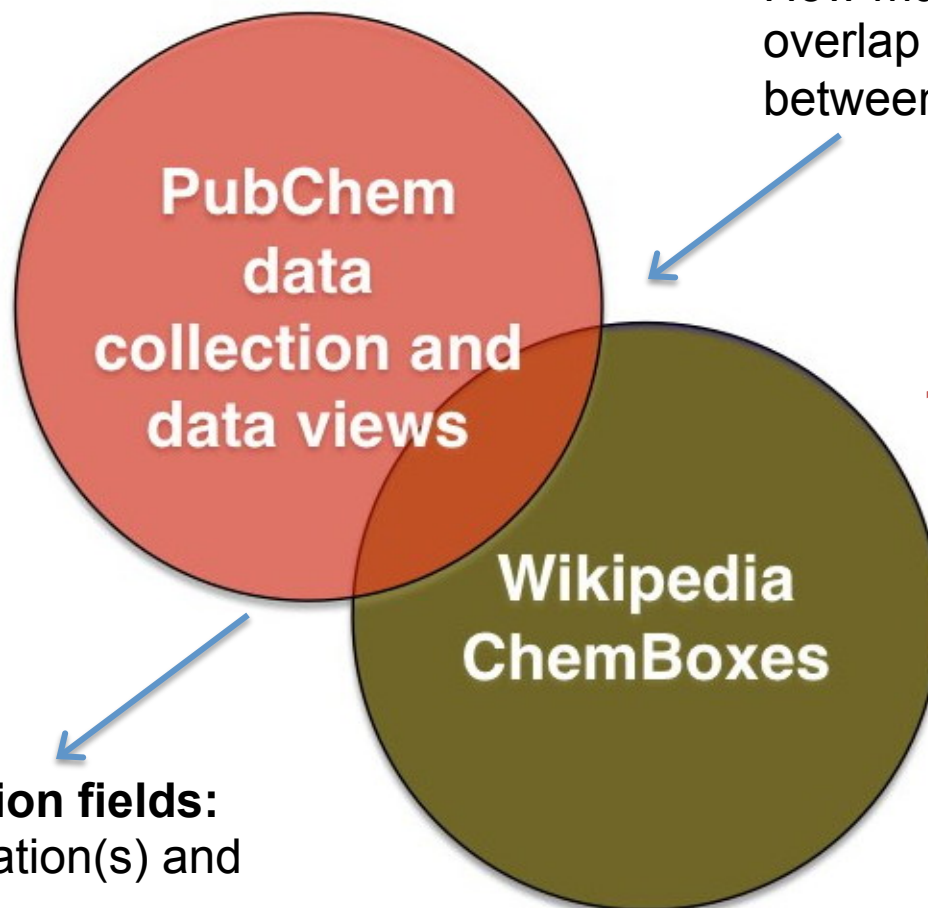 overlap
between
PubChem
data
collection and
data views
Wikipedia
ChemBoxes
ion fields:
ation(s) and